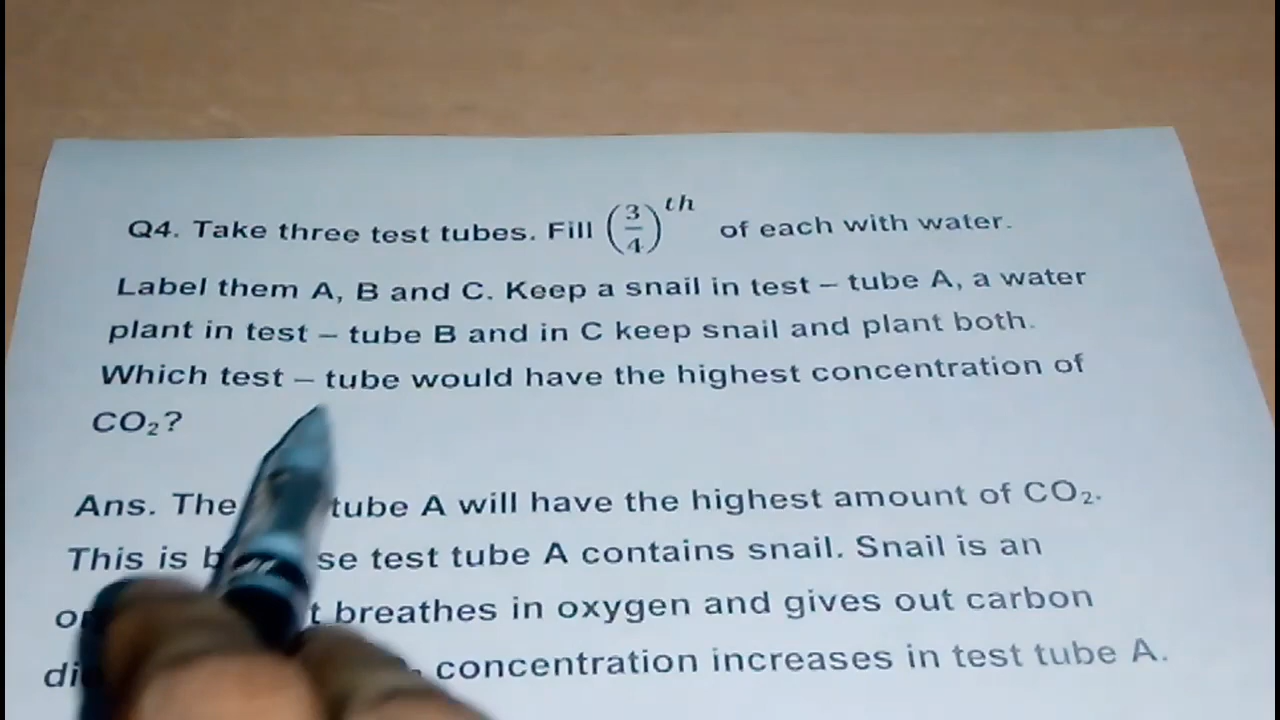 Q4. Take three test tubes. Fill (3/4)^th of each with water.
Label them A, B and C. Keep a snail in test – tube A, a water
plant in test – tube B and in C keep snail and plant both.
Which test – tube would have the highest concentration of
CO₂?
Ans. The tube A will have the highest amount of CO₂.
This is test tube A contains snail. Snail is an
breathes in oxygen and gives out carbon
concentration increases in test tube A.